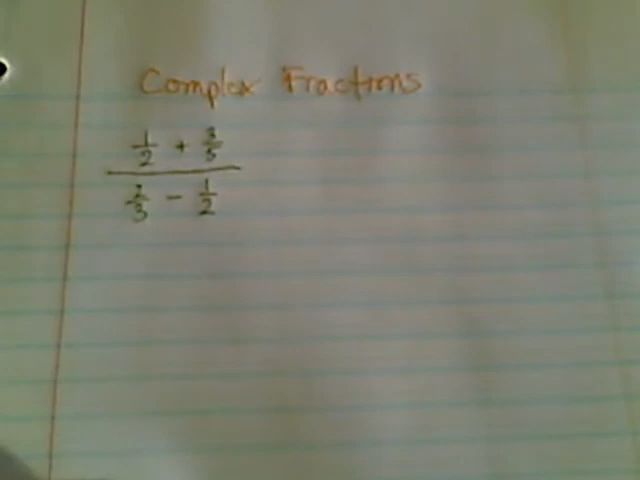 Complex Fractions
1/2 + 3/5
2/3 - 1/2